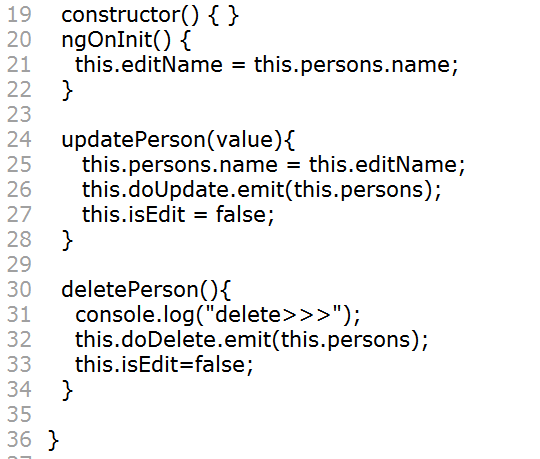 19 constructor() { }
20 ngOnInit() {
21 this.editName = this.persons.name;
22 }
23
24 updatePerson(value){
25 this.persons.name = this.editName;
26 this.doUpdate.emit(this.persons);
27 this.isEdit = false;
28 }
29
30 deletePerson(){
31 console.log("delete>>>");
32 this.doDelete.emit(this.persons);
33 this.isEdit=false;
34 }
35
36 }